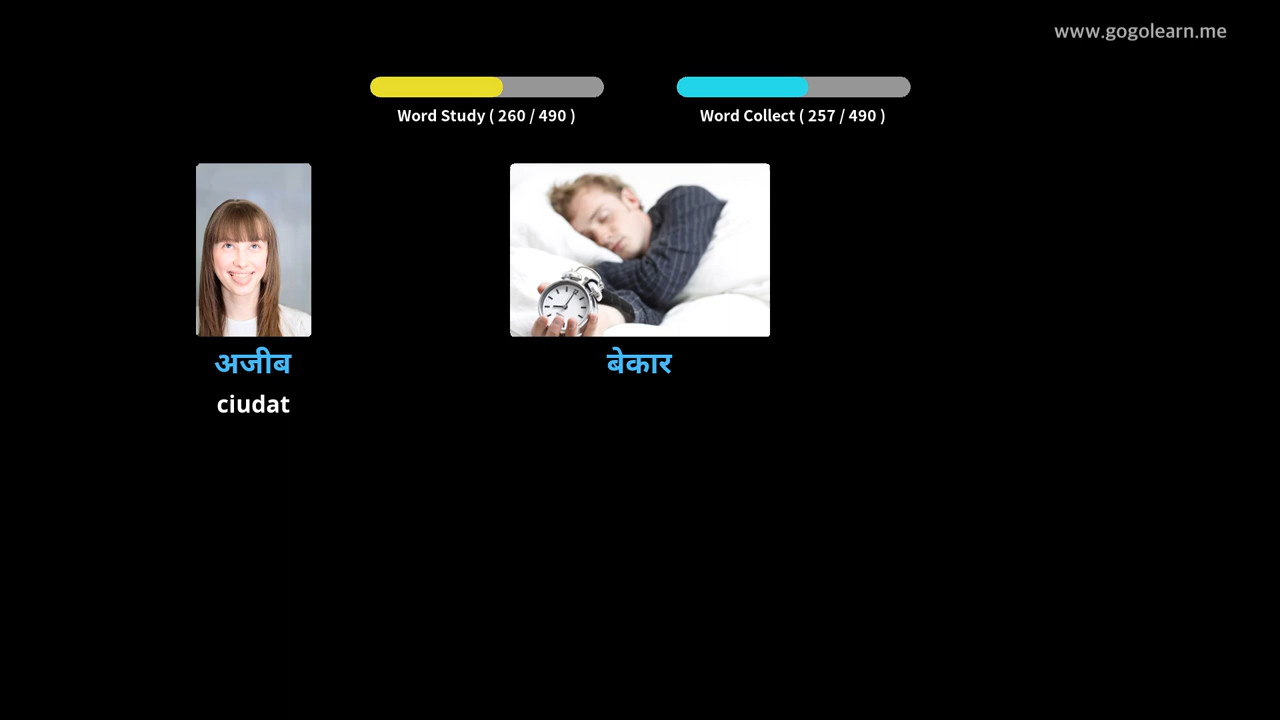 www.gogolearn.me
Word Study ( 260 / 490 )
Word Collect ( 257 / 490 )
अजीब
बेकार
ciudat